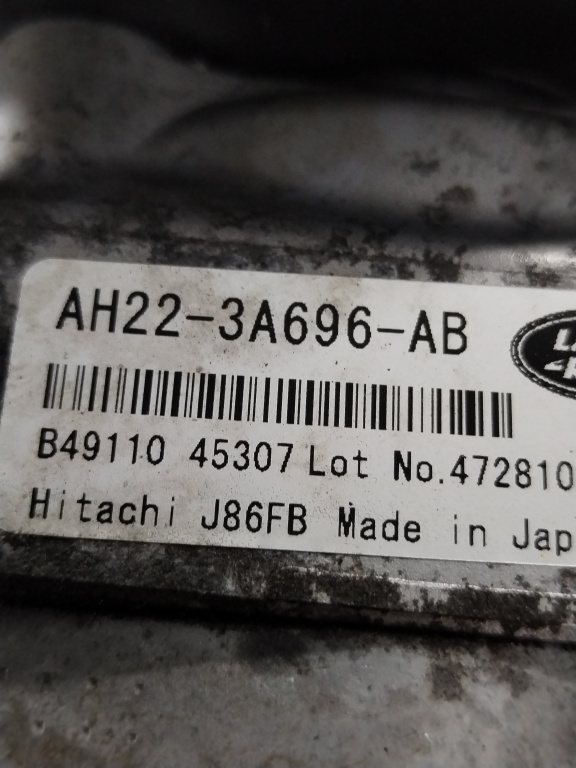 AH22-3A696-AB
B49110 45307 Lot No.472810
Hitachi J86FB Made in Jap